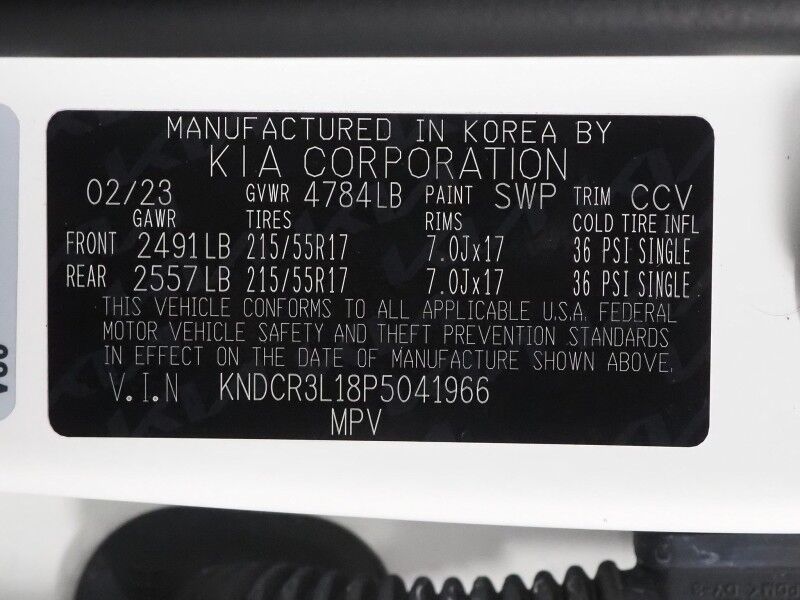 MANUFACTURED IN KOREA BY
KIA CORPORATION
02/23 GVWR 4784LB PAINT SWP TRIM CCV
GAWR TIRES RIMS COLD TIRE INFL
FRONT 2491LB 215/55R17 7.0Jx17 36 PSI SINGLE
REAR 2557LB 215/55R17 7.0Jx17 36 PSI SINGLE
THIS VEHICLE CONFORMS TO ALL APPLICABLE U.S.A. FEDERAL
MOTOR VEHICLE SAFETY AND THEFT PREVENTION STANDARDS
IN EFFECT ON THE DATE OF MANUFACTURE SHOWN ABOVE.
V.I.N KNDCR3L18P5041966
MPV